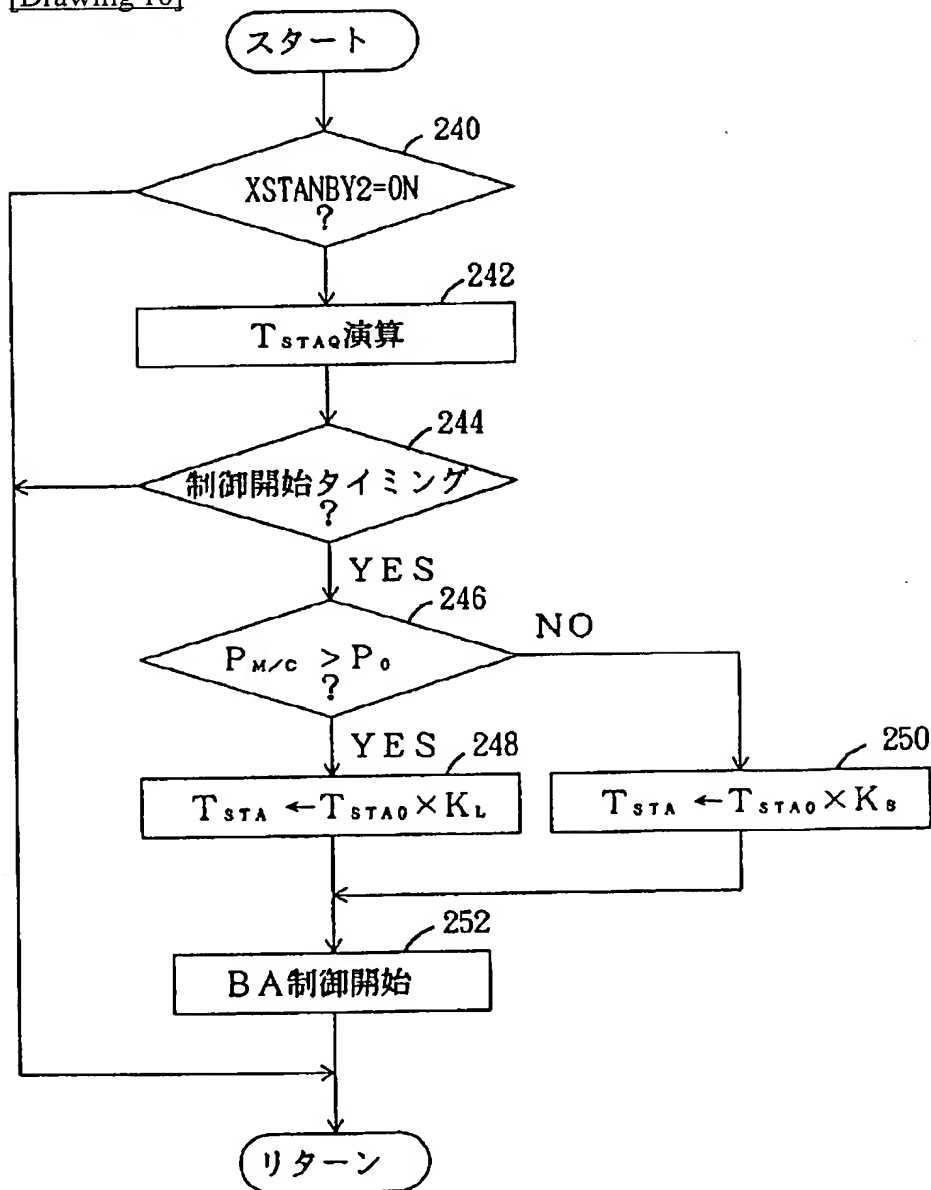 [Drawing 10]
スタート
240
XSTANBY2=ON
?
242
TSTAQ演算
244
制御開始タイミング
?
YES
246
PM/C > P0
?
NO
YES
248
TSTA ←TSTA0×KL
250
TSTA ←TSTA0×KS
252
BA制御開始
リターン